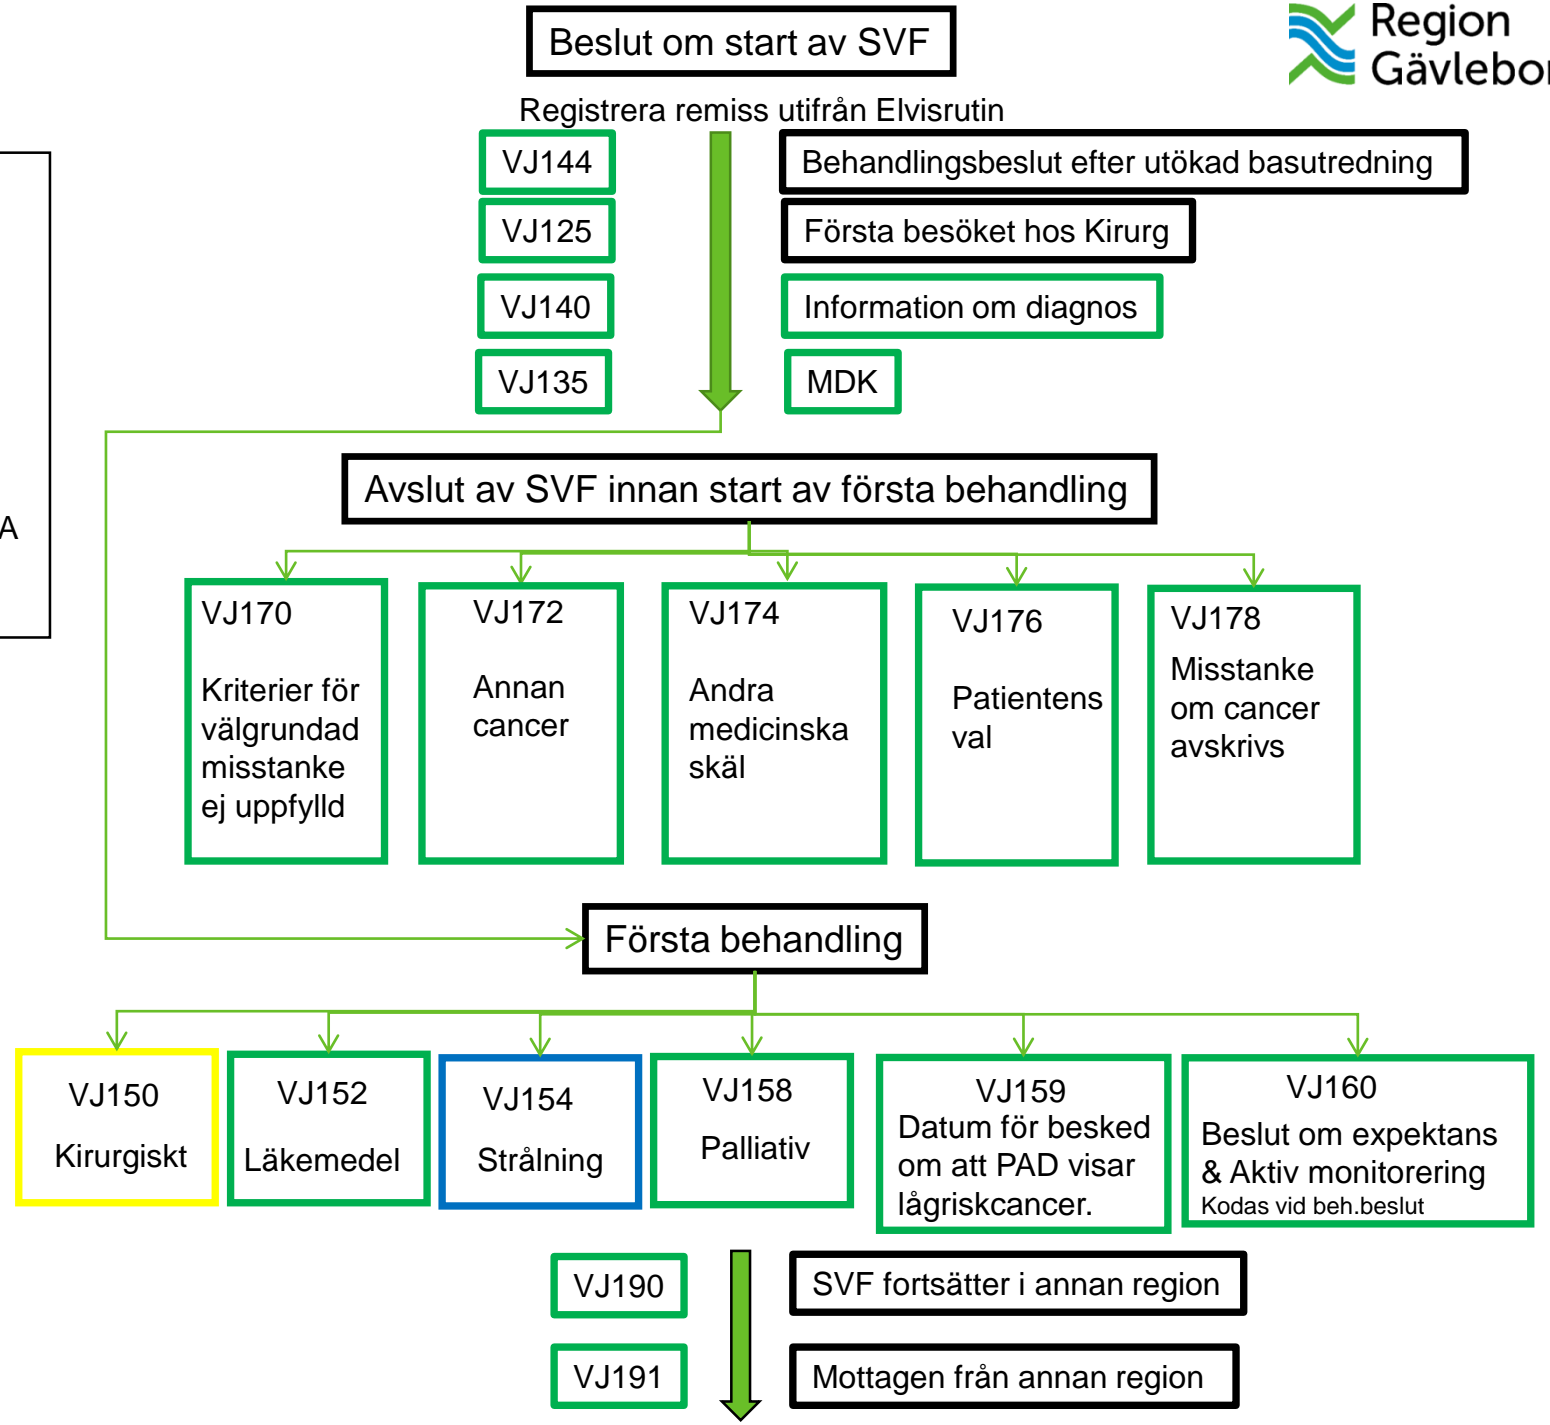 Beslut om start av SVF
Region
Gävlebor
Registrera remiss utifrån Elvisrutin
VJ144
Behandlingsbeslut efter utökad basutredning
VJ125
Första besöket hos Kirurg
VJ140
Information om diagnos
VJ135
MDK
A
Avslut av SVF innan start av första behandling
VJ170
Kriterier för
välgrundad
misstanke
ej uppfylld
VJ172
Annan
cancer
VJ174
Andra
medicinska
skäl
VJ176
Patientens
val
VJ178
Misstanke
om cancer
avskrivs
Första behandling
VJ150
Kirurgiskt
VJ152
Läkemedel
VJ154
Strålning
VJ158
Palliativ
VJ159
Datum för besked
om att PAD visar
lågriskcancer.
VJ160
Beslut om expektans
& Aktiv monitorering
Kodas vid beh.beslut
VJ190
SVF fortsätter i annan region
VJ191
Mottagen från annan region